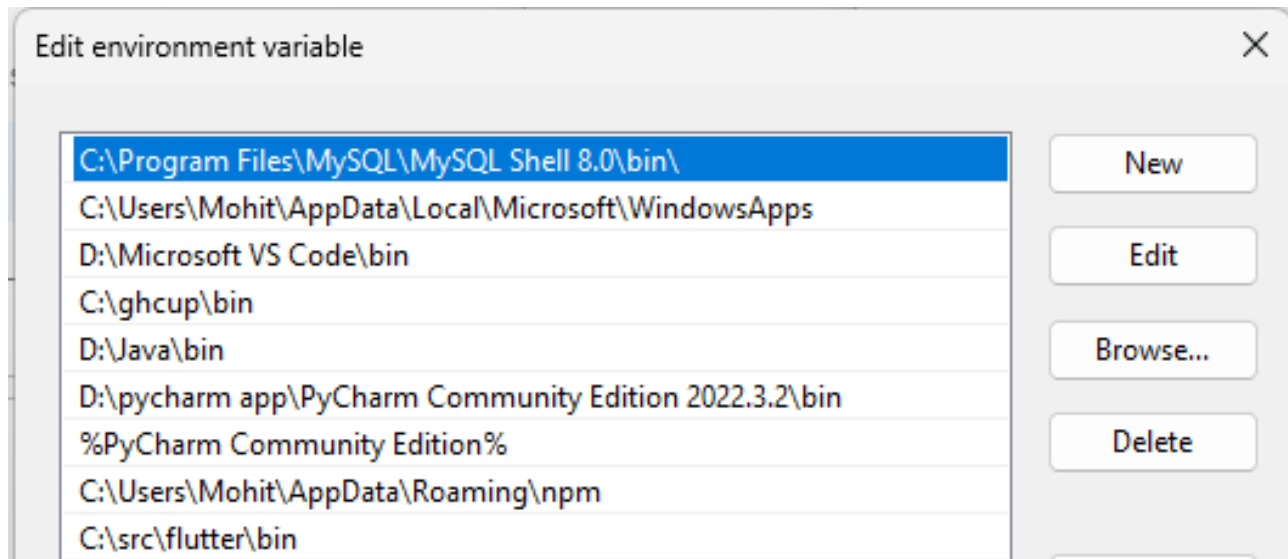 Edit environment variable
C:\Program Files\MySQL\MySQL Shell 8.0\bin\
New
C:\Users\Mohit\AppData\Local\Microsoft\WindowsApps
D:\Microsoft VS Code\bin
Edit
C:\ghcup\bin
D:\Java\bin
Browse...
D:\pycharm app\PyCharm Community Edition 2022.3.2\bin
%PyCharm Community Edition%
Delete
C:\Users\Mohit\AppData\Roaming\npm
C:\src\flutter\bin